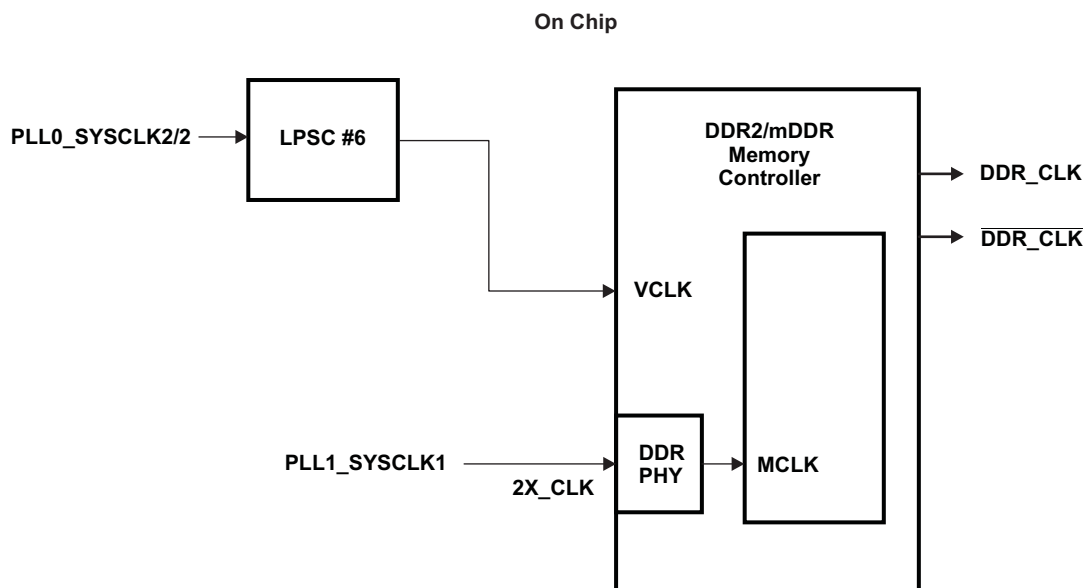 On Chip
PLL0_SYSCLK2/2
LPSC #6
DDR2/mDDR
Memory
Controller
DDR_CLK
DDR_CLK
VCLK
PLL1_SYSCLK1
2X_CLK
DDR
PHY
MCLK